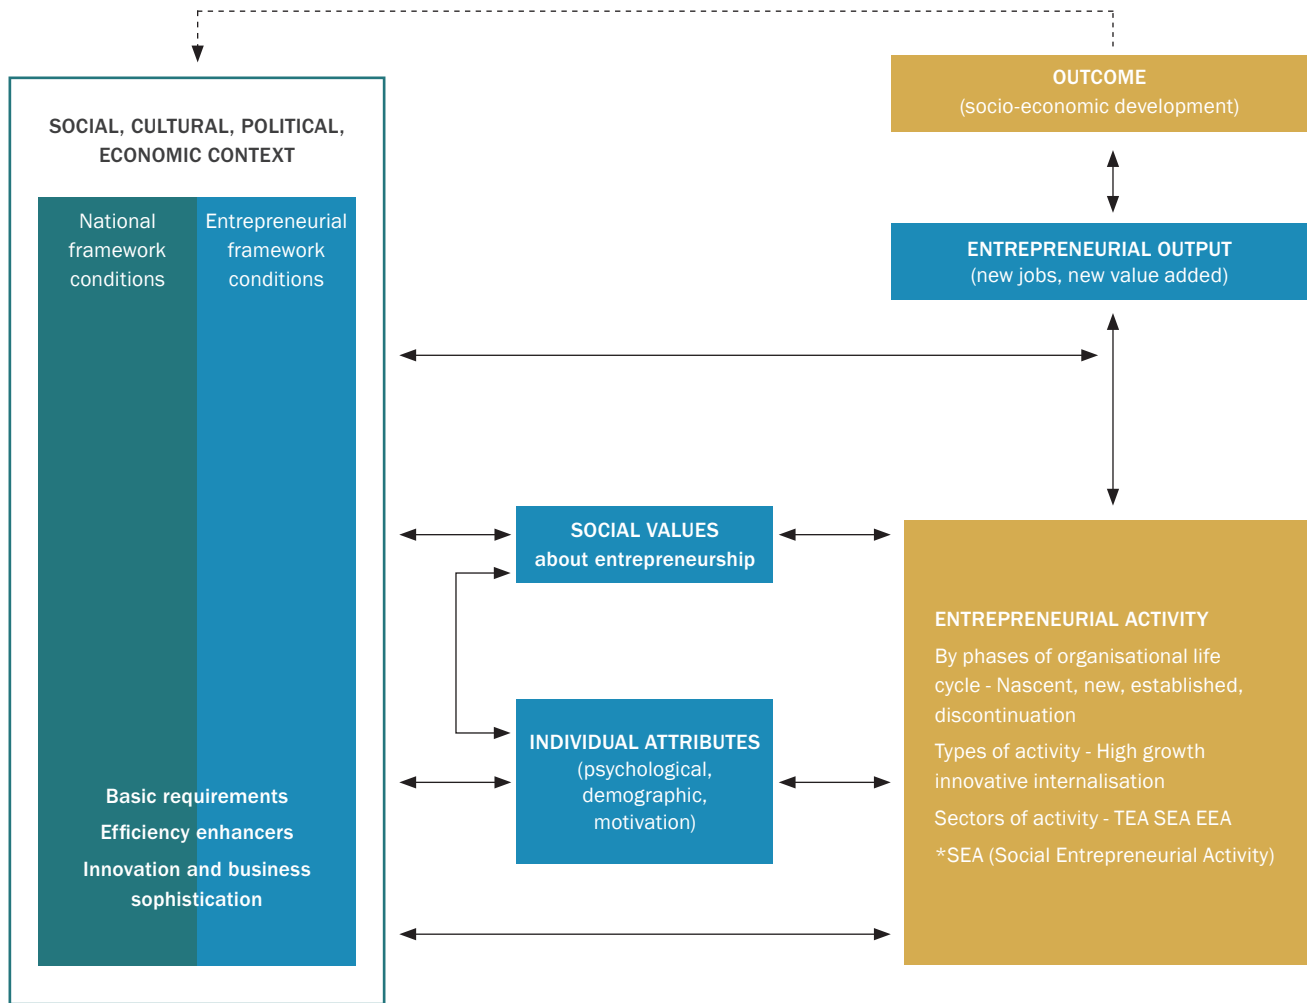 SOCIAL, CULTURAL, POLITICAL,
ECONOMIC CONTEXT
National
framework
conditions
Entrepreneurial
framework
conditions
Basic requirements
Efficiency enhancers
Innovation and business
sophistication
OUTCOME
(socio-economic development)
ENTREPRENEURIAL OUTPUT
(new jobs, new value added)
SOCIAL VALUES
about entrepreneurship
INDIVIDUAL ATTRIBUTES
(psychological,
demographic,
motivation)
ENTREPRENEURIAL ACTIVITY
By phases of organisational life
cycle - Nascent, new, established,
discontinuation
Types of activity - High growth
innovative internalisation
Sectors of activity - TEA SEA EEA
*SEA (Social Entrepreneurial Activity)